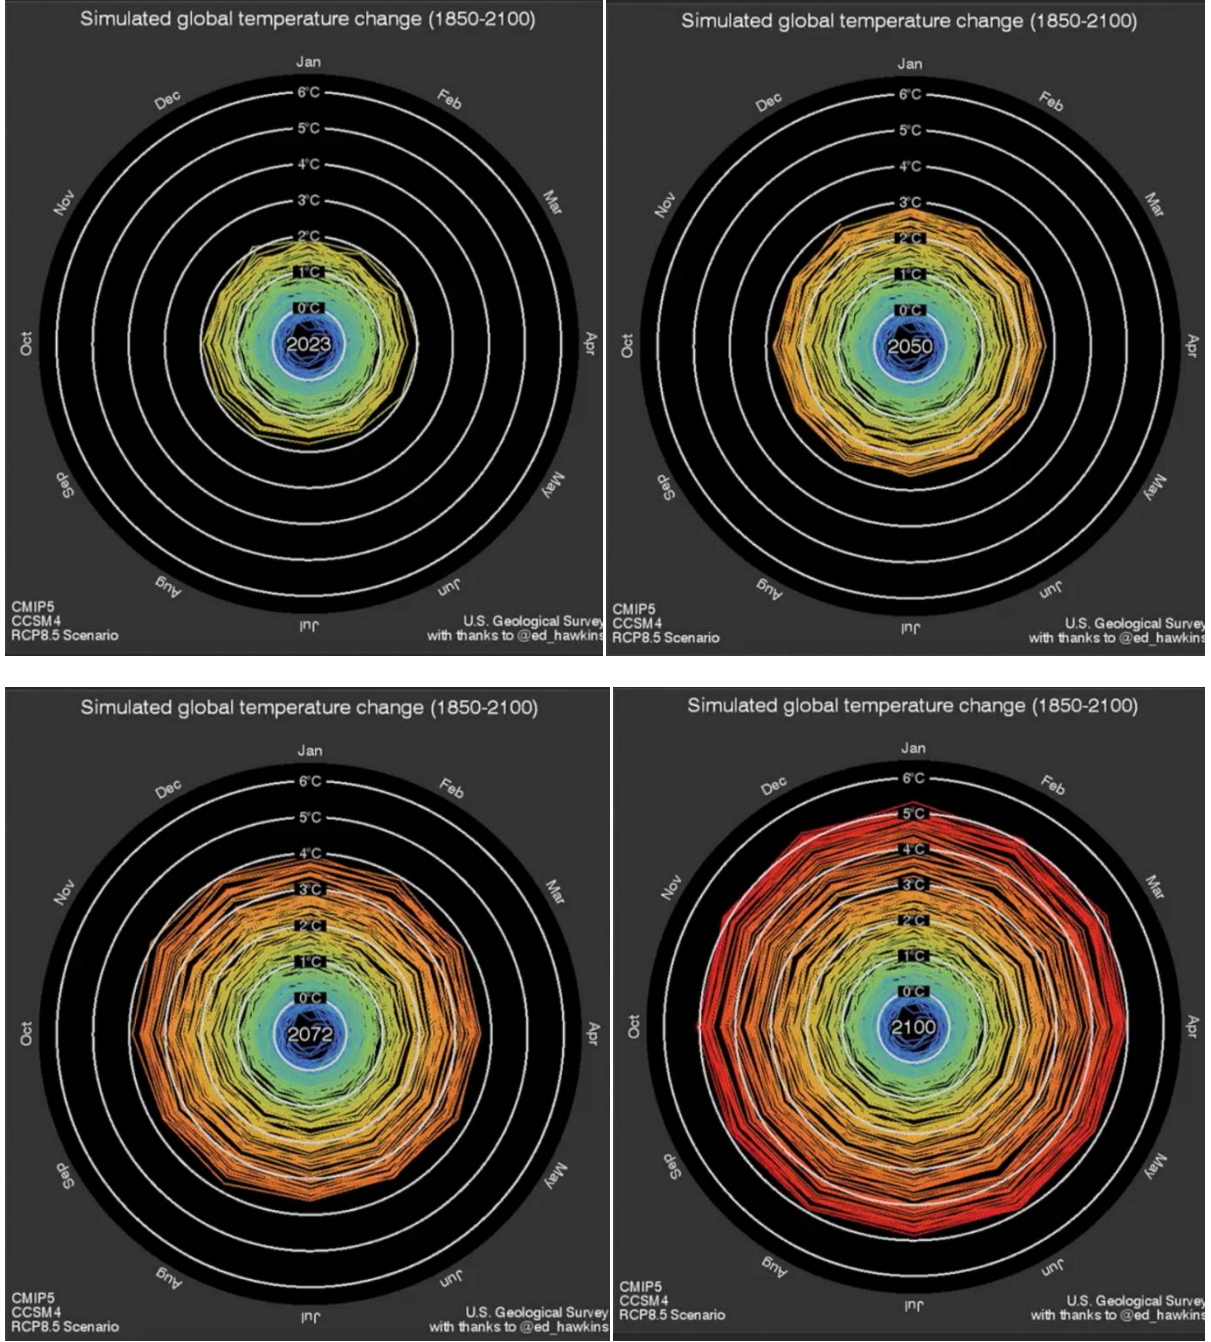 Simulated global temperature change (1850-2100)
Jan
Feb
Mar
Apr
May
Jun
Jul
Aug
Sep
Oct
Nov
Dec
6°C
5°C
4°C
3°C
2°C
1°C
0°C
2023
CMIP5
CCSM4
RCP8.5 Scenario
U.S. Geological Survey
with thanks to @ed_hawkins
Simulated global temperature change (1850-2100)
Jan
Feb
Mar
Apr
May
Jun
Jul
Aug
Sep
Oct
Nov
Dec
6°C
5°C
4°C
3°C
2°C
1°C
0°C
2050
CMIP5
CCSM4
RCP8.5 Scenario
U.S. Geological Survey
with thanks to @ed_hawkins
Simulated global temperature change (1850-2100)
Jan
Feb
Mar
Apr
May
Jun
Jul
Aug
Sep
Oct
Nov
Dec
6°C
5°C
4°C
3°C
2°C
1°C
0°C
2072
CMIP5
CCSM4
RCP8.5 Scenario
U.S. Geological Survey
with thanks to @ed_hawkins
Simulated global temperature change (1850-2100)
Jan
Feb
Mar
Apr
May
Jun
Jul
Aug
Sep
Oct
Nov
Dec
6°C
5°C
4°C
3°C
2°C
1°C
0°C
2100
CMIP5
CCSM4
RCP8.5 Scenario
U.S. Geological Survey
with thanks to @ed_hawkins